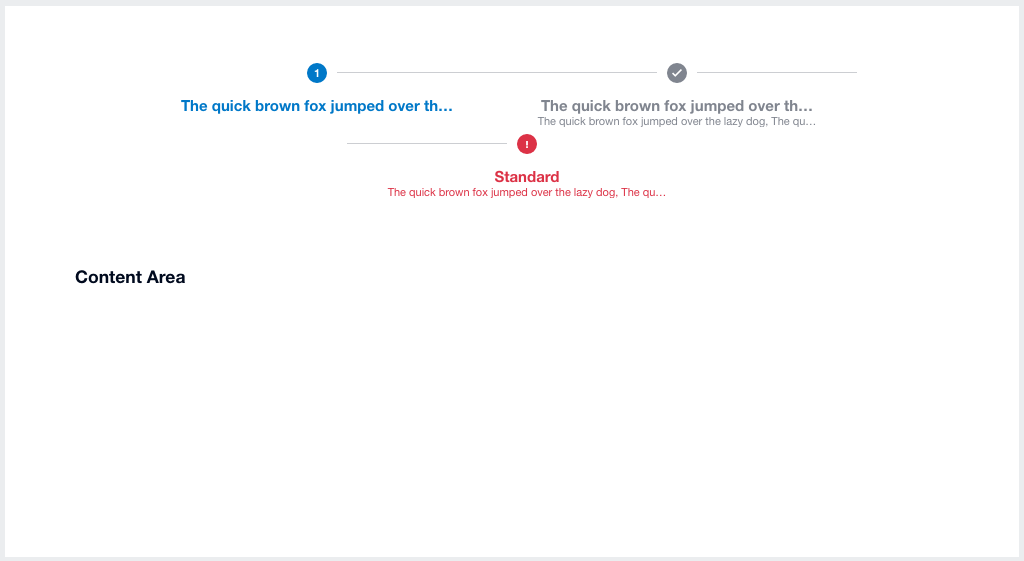 1
The quick brown fox jumped over th…
The quick brown fox jumped over th…
The quick brown fox jumped over the lazy dog, The qu…
!
Standard
The quick brown fox jumped over the lazy dog, The qu…
Content Area